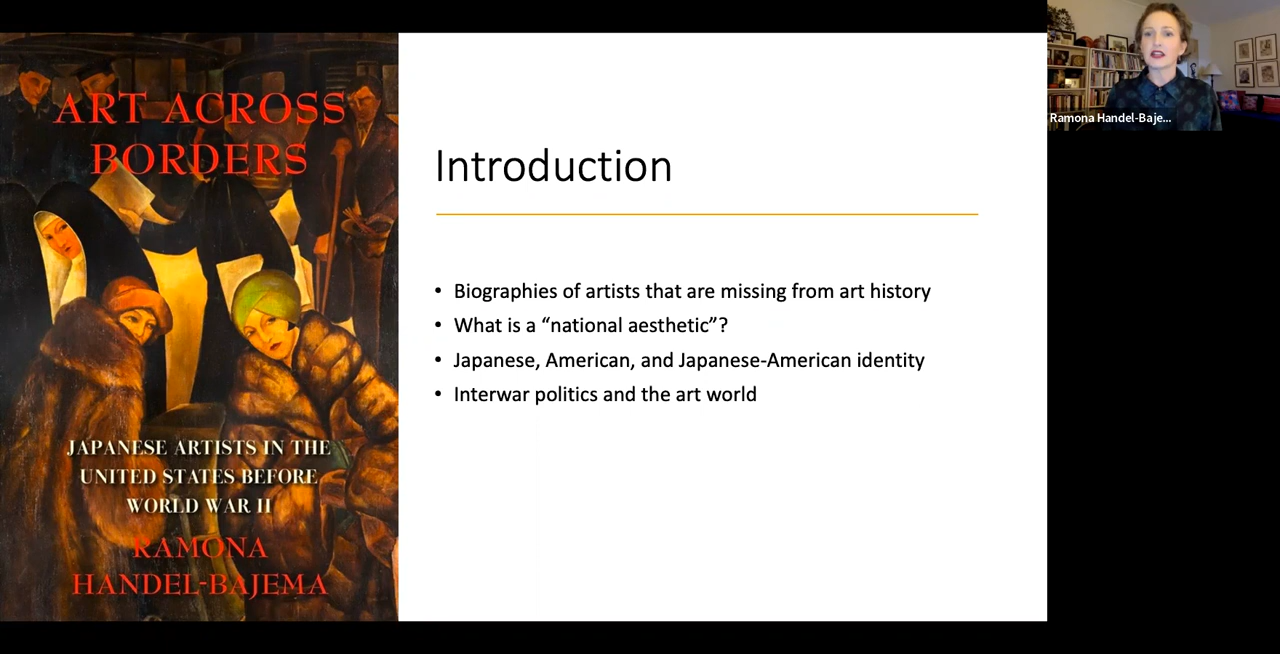 ART ACROSS
BORDERS
JAPANESE ARTISTS IN THE
UNITED STATES BEFORE
WORLD WAR II
RAMONA
HANDEL-BAJEMA
Introduction
• Biographies of artists that are missing from art history
• What is a “national aesthetic”?
• Japanese, American, and Japanese-American identity
• Interwar politics and the art world
Ramona Handel-Baje...